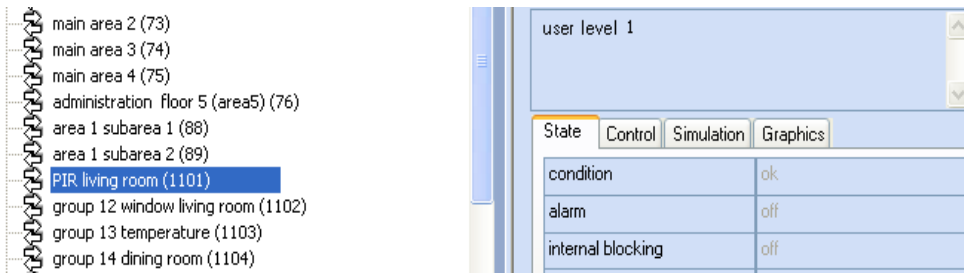 main area 2 (73)
main area 3 (74)
main area 4 (75)
administration floor 5 (area5) (76)
area 1 subarea 1 (88)
area 1 subarea 2 (89)
PIR living room (1101)
group 12 window living room (1102)
group 13 temperature (1103)
group 14 dining room (1104)
user level 1
State Control Simulation Graphics
condition ok
alarm off
internal blocking off